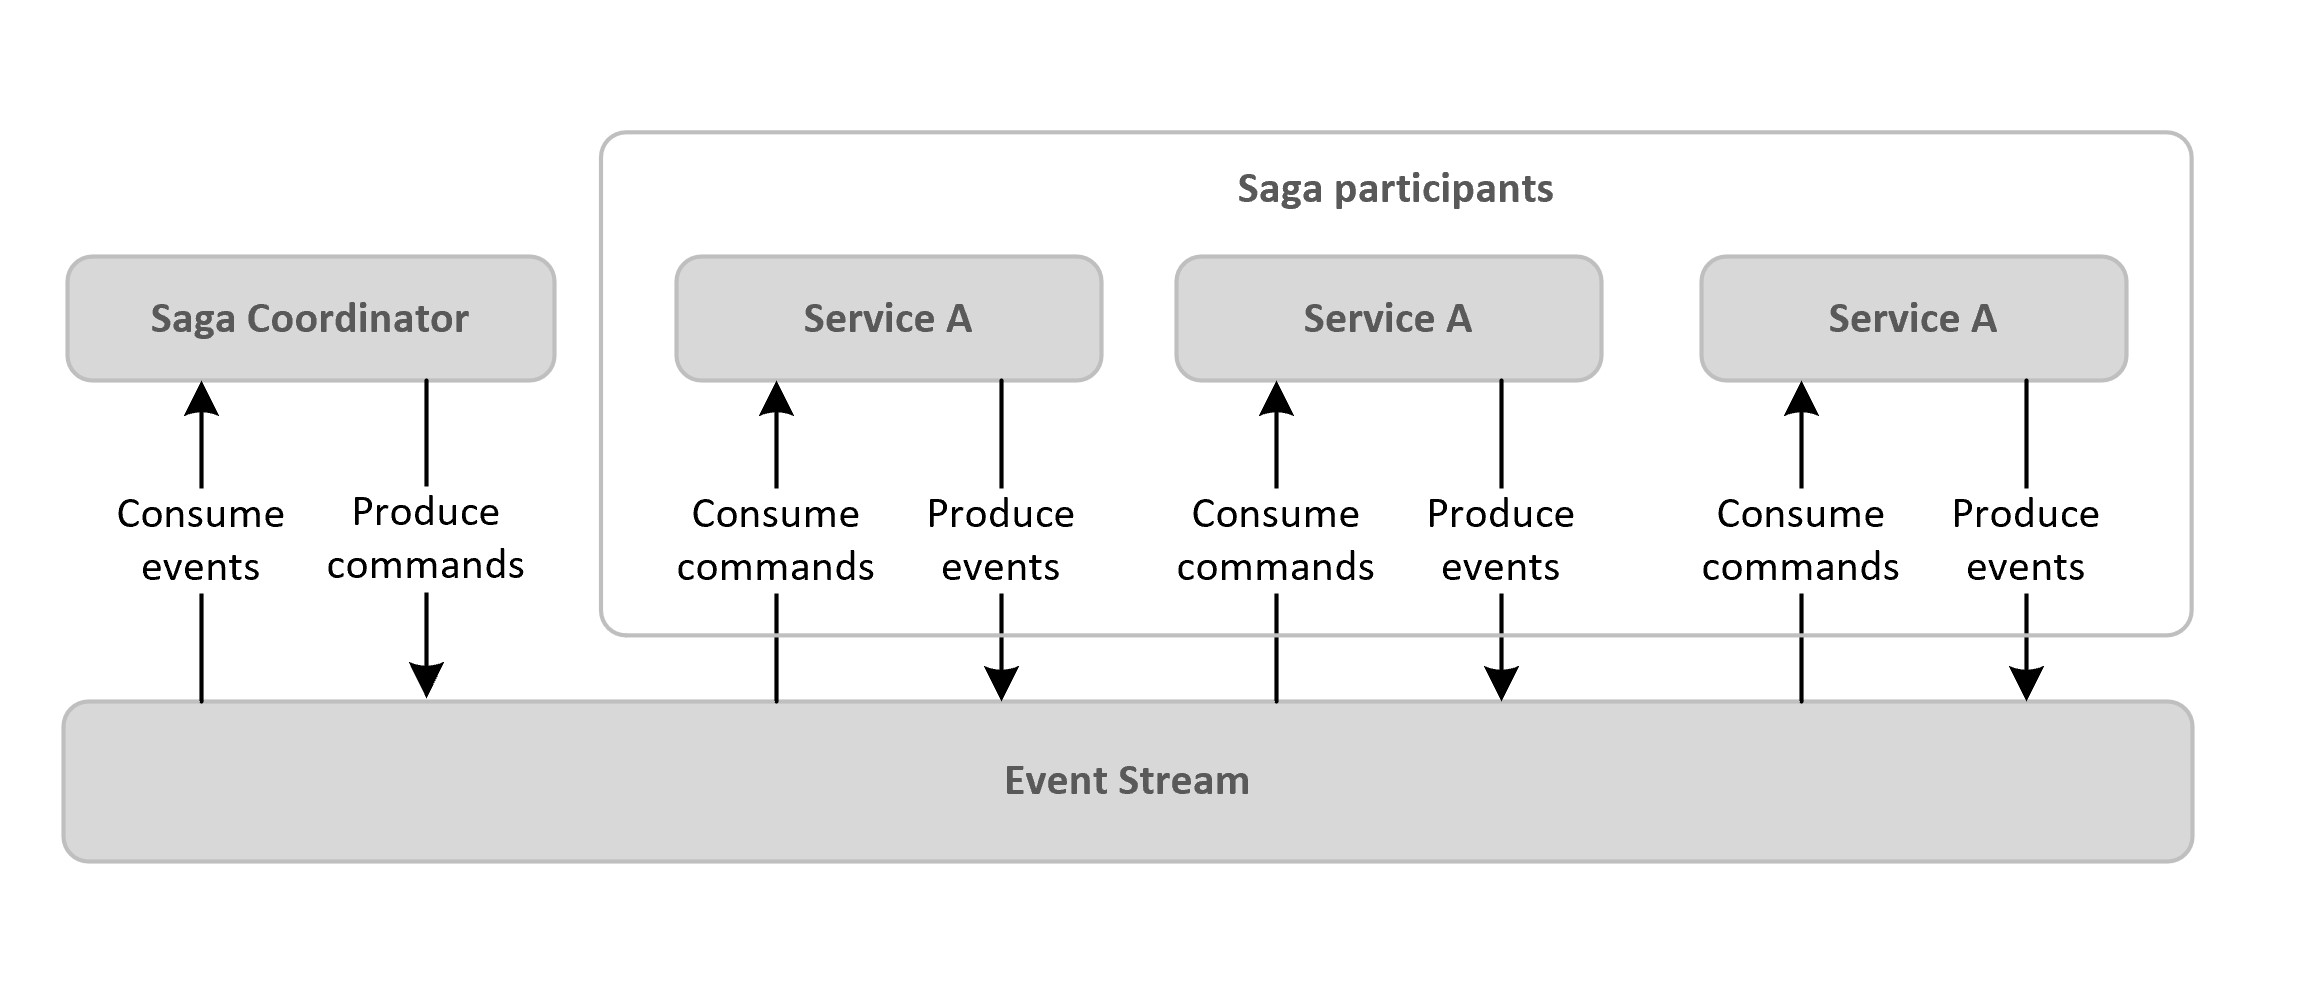 Saga participants
Saga Coordinator
Service A
Service A
Service A
Consume
events
Produce
commands
Consume
commands
Produce
events
Consume
commands
Produce
events
Consume
commands
Produce
events
Event Stream